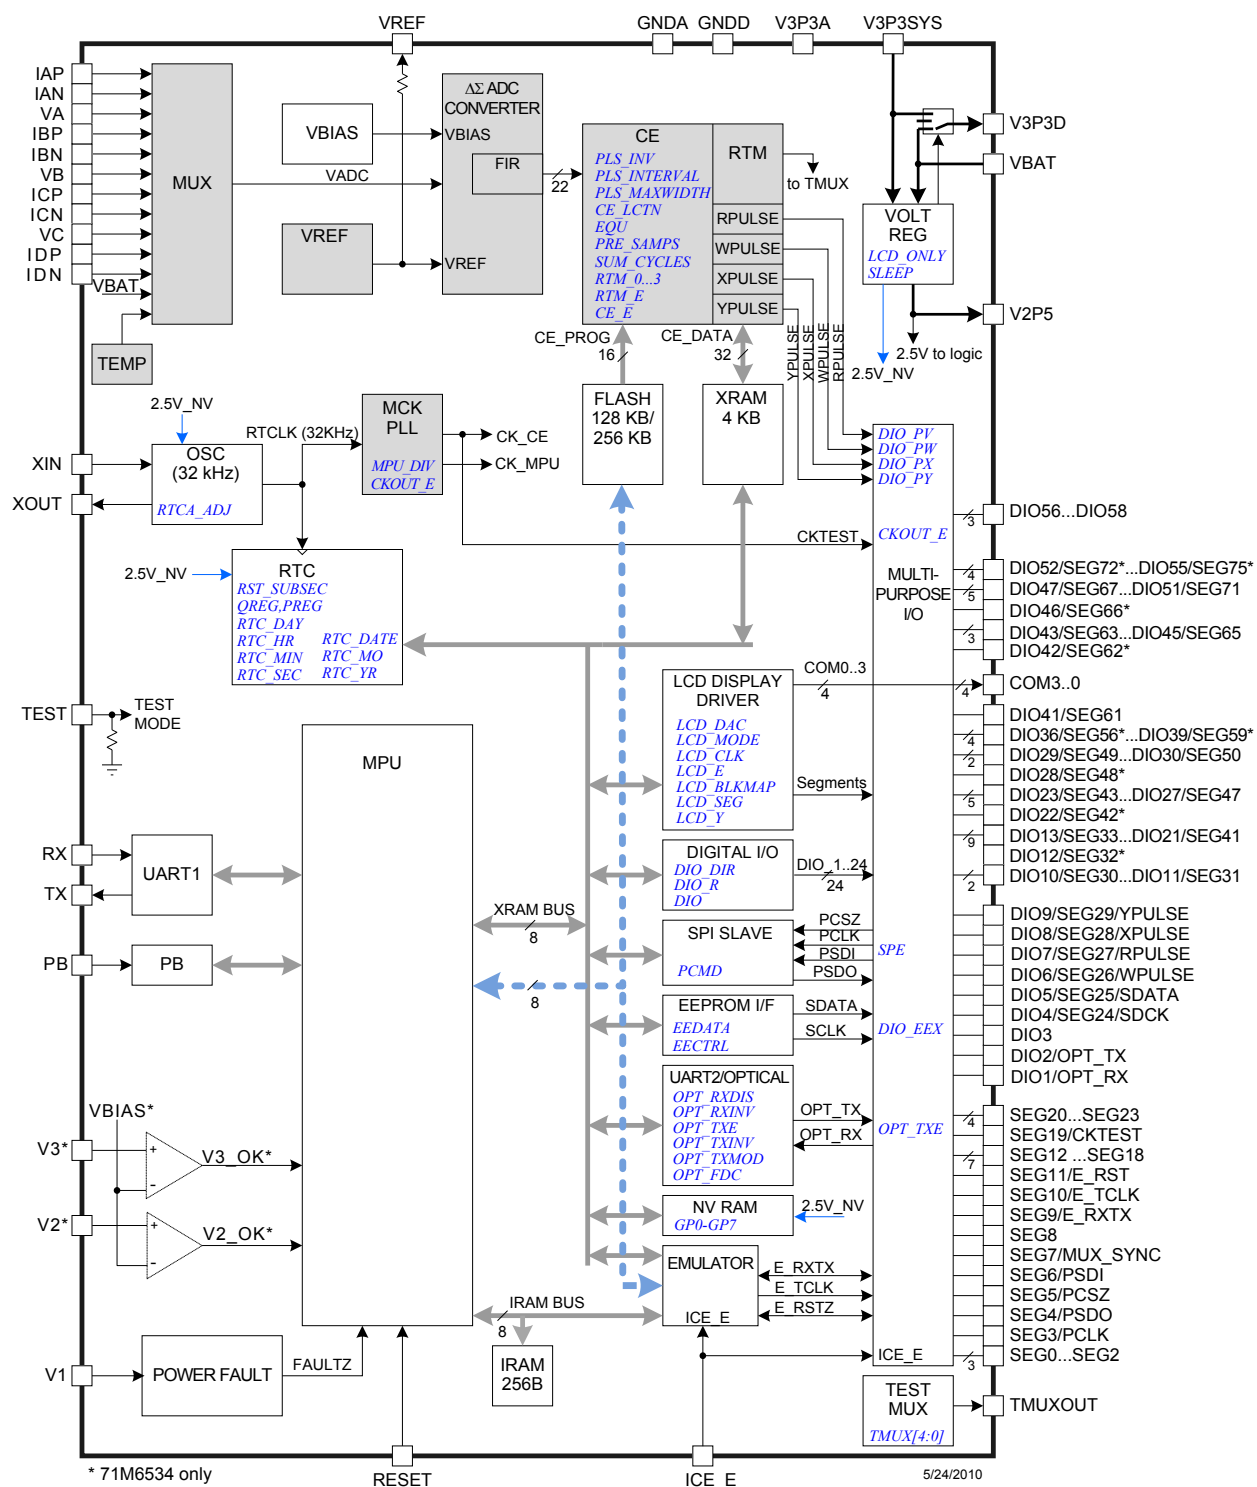 VREF
GNDA
GNDD
V3P3A
V3P3SYS
IAP
IAN
VA
IBP
IBN
VB
ICP
ICN
VC
IDP
IDN
VBAT
MUX
TEMP
VADC
VBIAS
VREF
ΔΣ ADC
CONVERTER
VBIAS
FIR
VREF
22
CE
PLS_INV
PLS_INTERVAL
PLS_MAXWIDTH
CE_LCTN
EQU
PRE_SAMPS
SUM_CYCLES
RTM_0...3
RTM_E
CE_E
RTM
to TMUX
RPULSE
WPULSE
XPULSE
YPULSE
YPULSE
XPULSE
WPULSE
RPULSE
V3P3D
VBAT
VOLT
REG
LCD_ONLY
SLEEP
V2P5
2.5V to logic
2.5V_NV
CE_PROG
16
CE_DATA
32
FLASH
128 KB/
256 KB
XRAM
4 KB
2.5V_NV
XIN
XOUT
OSC
(32 kHz)
RTCA_ADJ
RTCLK (32KHz)
MCK
PLL
MPU_DIV
CKOUT_E
CK_CE
CK_MPU
2.5V_NV
RTC
RST_SUBSEC
QREG,PREG
RTC_DAY
RTC_HR
RTC_DATE
RTC_MIN
RTC_MO
RTC_SEC
RTC_YR
CKTEST
DIO_PV
DIO_PW
DIO_PX
DIO_PY
CKOUT_E
MULTI-
PURPOSE
I/O
DIO56...DIO58
3
DIO52/SEG72*...DIO55/SEG75*
4
DIO47/SEG67...DIO51/SEG71
5
DIO46/SEG66*
DIO43/SEG63...DIO45/SEG65
3
DIO42/SEG62*
COM3..0
4
DIO41/SEG61
DIO36/SEG56*...DIO39/SEG59*
4
DIO29/SEG49...DIO30/SEG50
2
DIO28/SEG48*
DIO23/SEG43...DIO27/SEG47
5
DIO22/SEG42*
DIO13/SEG33...DIO21/SEG41
9
DIO12/SEG32*
DIO10/SEG30...DIO11/SEG31
2
DIO9/SEG29/YPULSE
DIO8/SEG28/XPULSE
DIO7/SEG27/RPULSE
DIO6/SEG26/WPULSE
DIO5/SEG25/SDATA
DIO4/SEG24/SDCK
DIO3
DIO2/OPT_TX
DIO1/OPT_RX
SEG20...SEG23
4
SEG19/CKTEST
SEG12 ...SEG18
7
SEG11/E_RST
SEG10/E_TCLK
SEG9/E_RXTX
SEG8
SEG7/MUX_SYNC
SEG6/PSDI
SEG5/PCSZ
SEG4/PSDO
SEG3/PCLK
SEG0...SEG2
3
TMUXOUT
TEST
TEST
MODE
MPU
RX
TX
UART1
PB
PB
XRAM BUS
8
8
LCD DISPLAY
DRIVER
LCD_DAC
LCD_MODE
LCD_CLK
LCD_E
LCD_BLKMAP
LCD_SEG
LCD_Y
COM0..3
4
Segments
DIGITAL I/O
DIO_DIR
DIO_R
DIO
DIO_1..24
24
SPI SLAVE
PCMD
PCSZ
PCLK
PSDI
PSDO
SPE
EEPROM I/F
EEDATA
EECTRL
SDATA
SCLK
DIO_EEX
UART2/OPTICAL
OPT_RXDIS
OPT_RXINV
OPT_TXE
OPT_TXINV
OPT_TXMOD
OPT_FDC
OPT_TX
OPT_RX
OPT_TXE
NV RAM
GP0-GP7
2.5V_NV
EMULATOR
ICE_E
E_RXTX
E_TCLK
E_RSTZ
ICE_E
VBIAS*
V3*
+
-
V3_OK*
V2*
+
-
V2_OK*
IRAM BUS
8
IRAM
256B
V1
POWER FAULT
FAULTZ
TEST
MUX
TMUX[4:0]
* 71M6534 only
RESET
ICE_E
5/24/2010